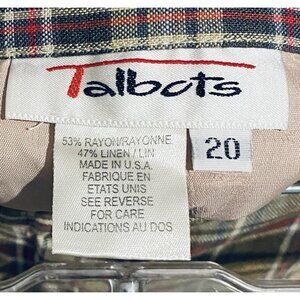 Talbots
53% RAYON/RAYONNE
47% LINEN / LIN
MADE IN U.S.A.
FABRIQUE EN
ETATS UNIS
SEE REVERSE
FOR CARE
INDICATIONS AU DOS
20